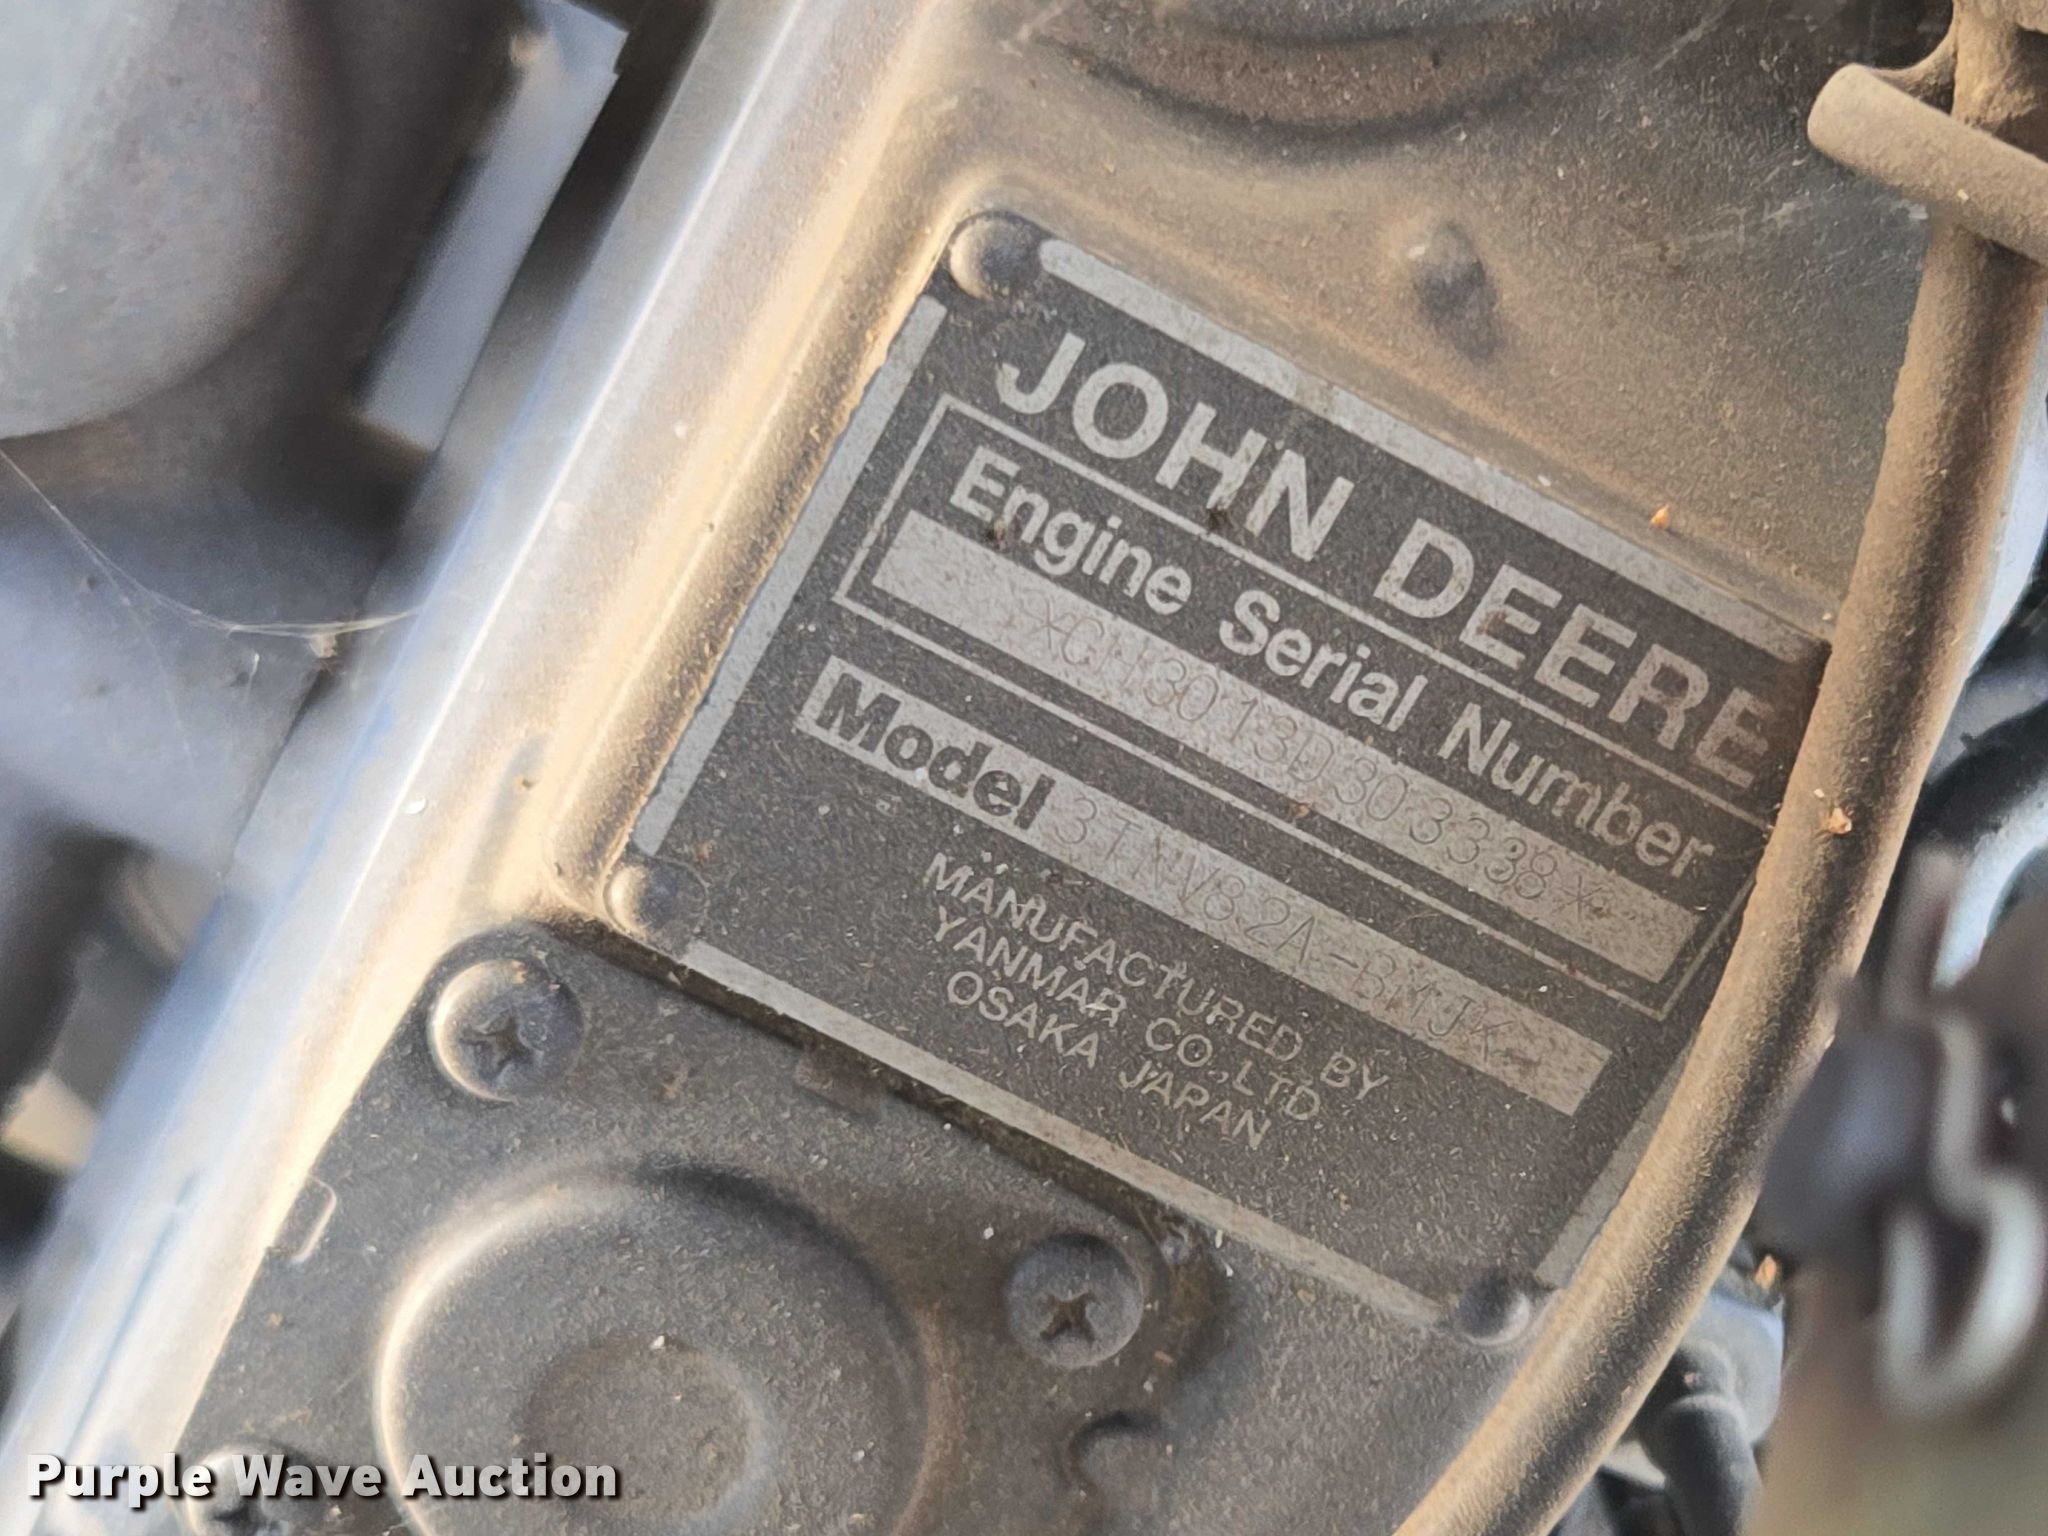 JOHN DEERE
Engine Serial Number
*CH3013D303338*
Model 3TNV82A-BMJK
MANUFACTURED BY
YANMAR CO., LTD
OSAKA JAPAN
Purple Wave Auction